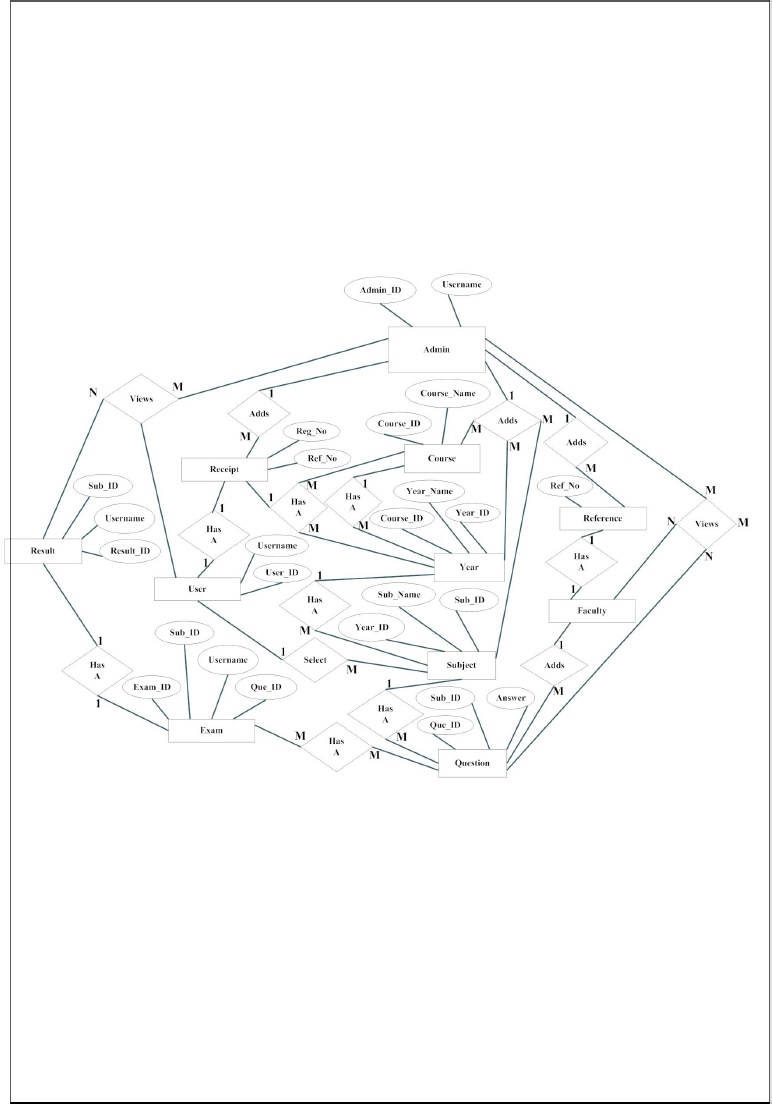 Admin_ID
Username
Admin
N
M
Views
1
Adds
M
Course_Name
1
Adds
M
M
M
1
Adds
M
Course_ID
Reg_No
Ref_No
Receipt
Course
Sub_ID
Username
Result_ID
Result
1
Has
A
M
M
1
Has
A
M
Year_Name
Course_ID
Year_ID
Year
Ref_No
Reference
M
N
Views
M
N
1
Has
A
1
Username
User_ID
User
1
Has
A
1
Faculty
1
Has
A
M
Sub_Name
Sub_ID
Year_ID
Subject
1
Select
M
1
Adds
M
1
Has
A
1
Sub_ID
Username
Exam_ID
Que_ID
Exam
1
Has
A
M
Sub_ID
Answer
Que_ID
M
Has
A
M
Question